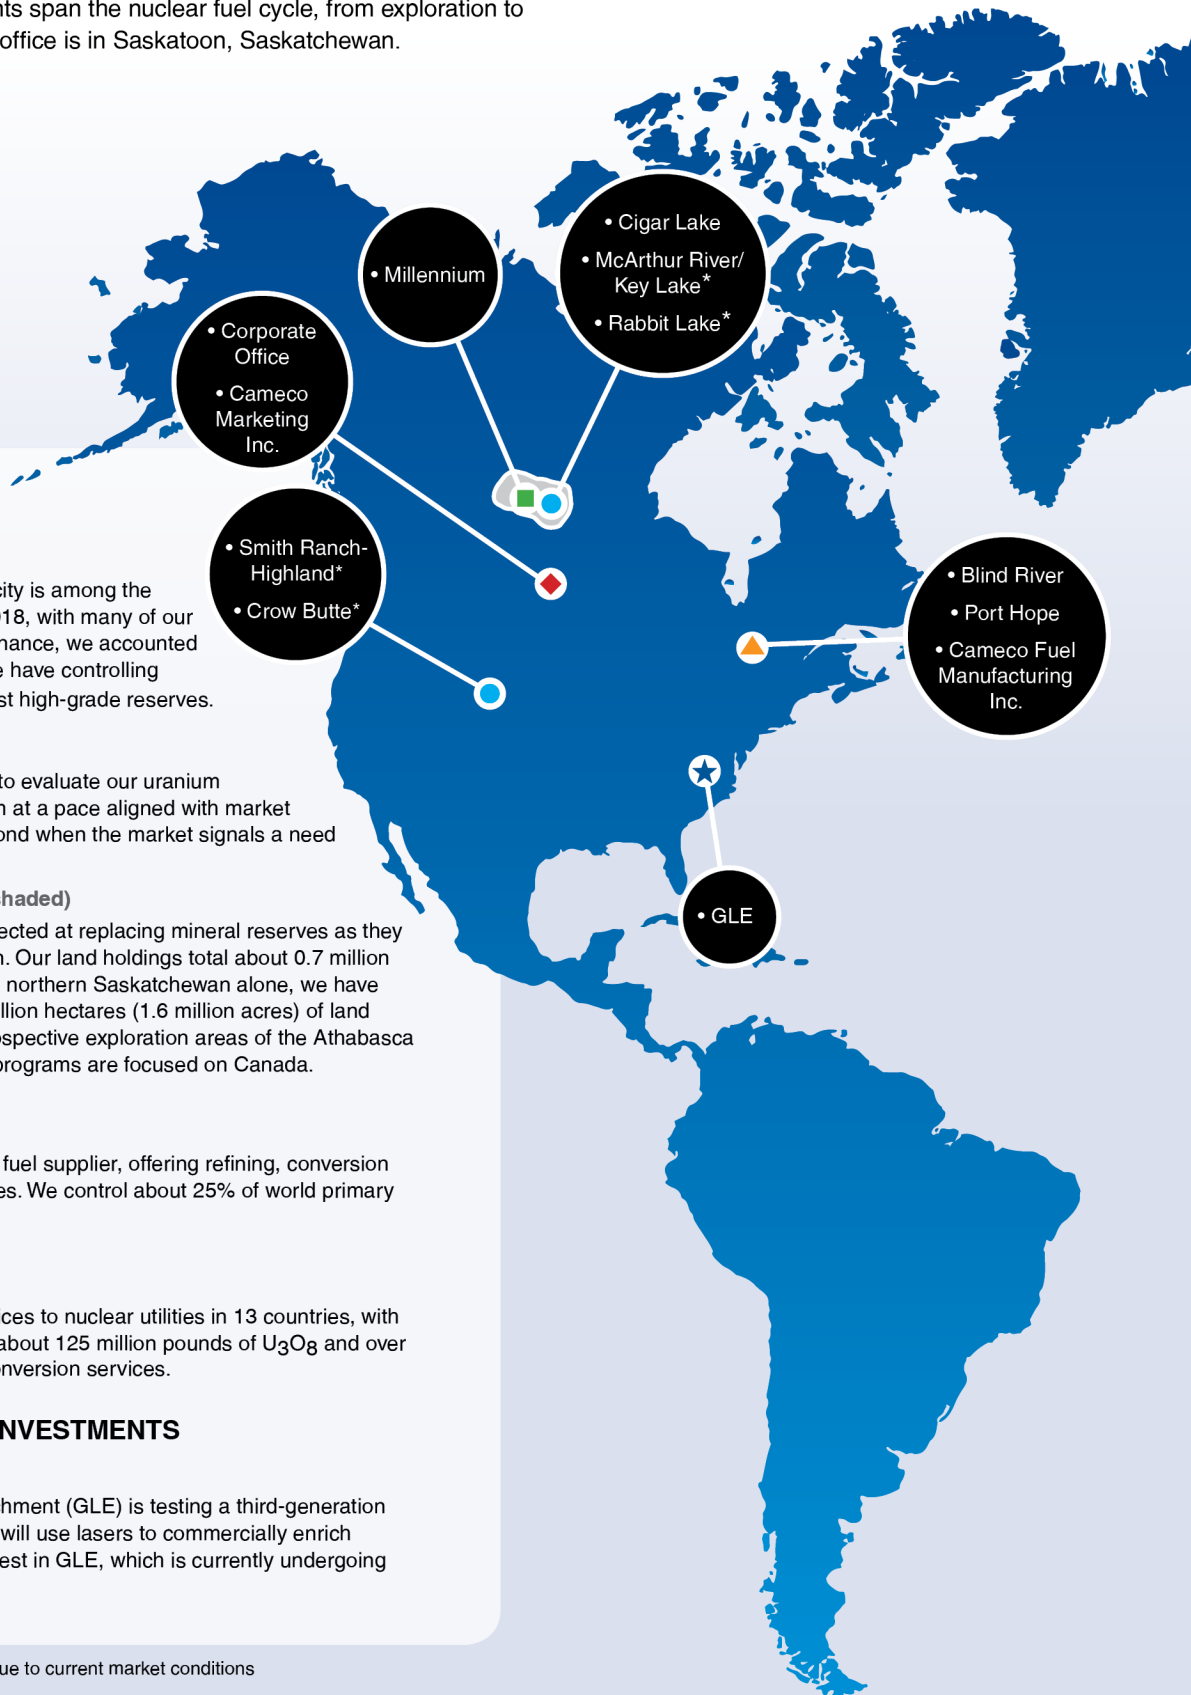 nts span the nuclear fuel cycle, from exploration to
office is in Saskatoon, Saskatchewan.
• Cigar Lake
• McArthur River/
Key Lake*
• Rabbit Lake*
• Millennium
• Corporate
Office
• Cameco
Marketing
Inc.
• Smith Ranch-
Highland*
• Crow Butte*
• Blind River
• Port Hope
• Cameco Fuel
Manufacturing
Inc.
• GLE
city is among the
018, with many of our
nance, we accounted
e have controlling
st high-grade reserves.
to evaluate our uranium
n at a pace aligned with market
ond when the market signals a need
shaded)
ected at replacing mineral reserves as they
n. Our land holdings total about 0.7 million
northern Saskatchewan alone, we have
llion hectares (1.6 million acres) of land
ospective exploration areas of the Athabasca
programs are focused on Canada.
fuel supplier, offering refining, conversion
es. We control about 25% of world primary
ices to nuclear utilities in 13 countries, with
about 125 million pounds of U3O8 and over
onversion services.
NVESTMENTS
chment (GLE) is testing a third-generation
will use lasers to commercially enrich
est in GLE, which is currently undergoing
ue to current market conditions